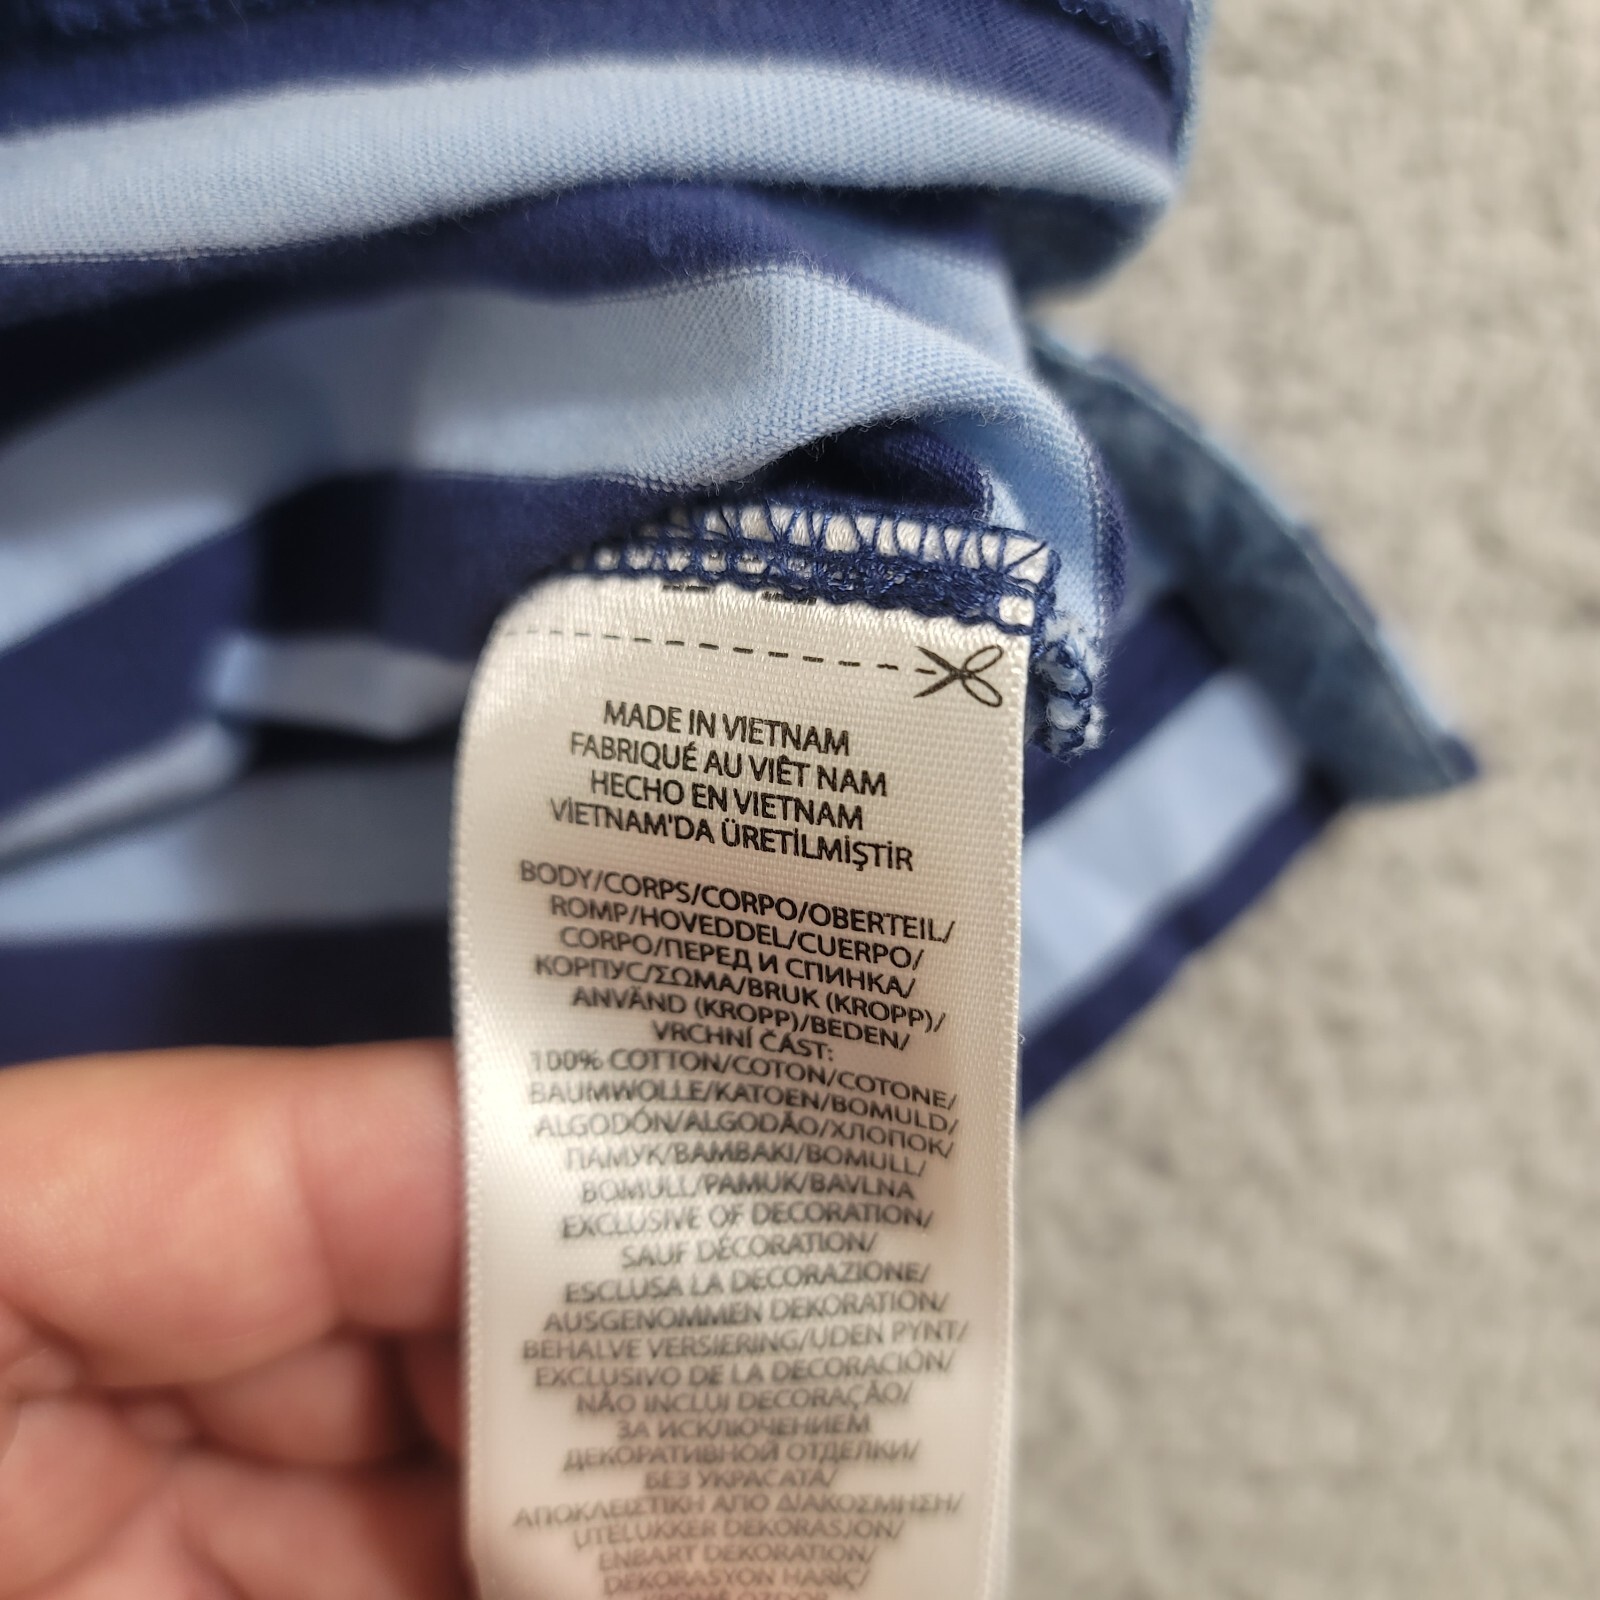 MADE IN VIETNAM
FABRIQUÉ AU VIÊT NAM
HECHO EN VIETNAM
VİETNAM'DA ÜRETİLMİŞTİR
BODY/CORPS/CORPO/OBERTEIL/
ROMP/HOVEDDEL/CUERPO/
CORPO/ПЕРЕД И СПИНКА/
КОРПУС/ΣΩΜΑ/BRUK (KROPP)/
ANVÄND (KROPP)/BEDEN/
VRCHNÍ ČÁST:
100% COTTON/COTON/COTONE/
BAUMWOLLE/KATOEN/BOMULD/
ALGODÓN/ALGODÃO/ХЛОПОК/
ПАМУК/ΒΑΜΒΑΚΙ/BOMULL/
BOMULL/PAMUK/BAVLNA
EXCLUSIVE OF DECORATION/
SAUF DÉCORATION/
ESCLUSA LA DECORAZIONE/
AUSGENOMMEN DEKORATION/
BEHALVE VERSIERING/UDEN PYNT/
EXCLUSIVO DE LA DECORACIÓN/
NÃO INCLUI DECORAÇÃO/
ЗА ИСКЛЮЧЕНИЕМ
ДЕКОРАТИВНОЙ ОТДЕЛКИ/
БЕЗ УКРАСАТА/
ΑΠΟΚΛΕΙΣΤΙΚΗ ΑΠΟ ΔΙΑΚΟΣΜΗΣΗ/
UTELUKKER DEKORASJON/
ENBART DEKORATION/
DEKORASYON HARİÇ/